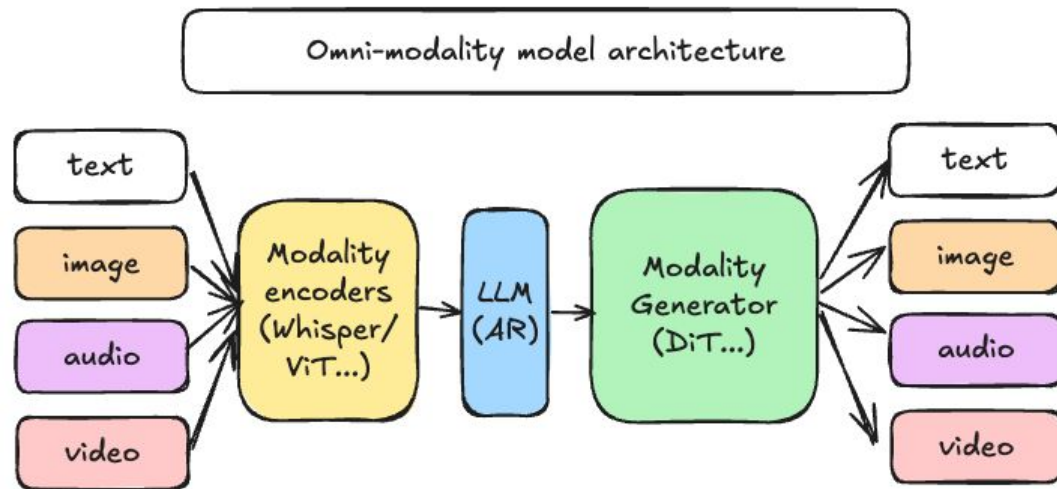 Omni-modality model architecture
text
image
audio
video
Modality
encoders
(Whisper/
ViT...)
LLM
(AR)
Modality
Generator
(DiT...)
text
image
audio
video